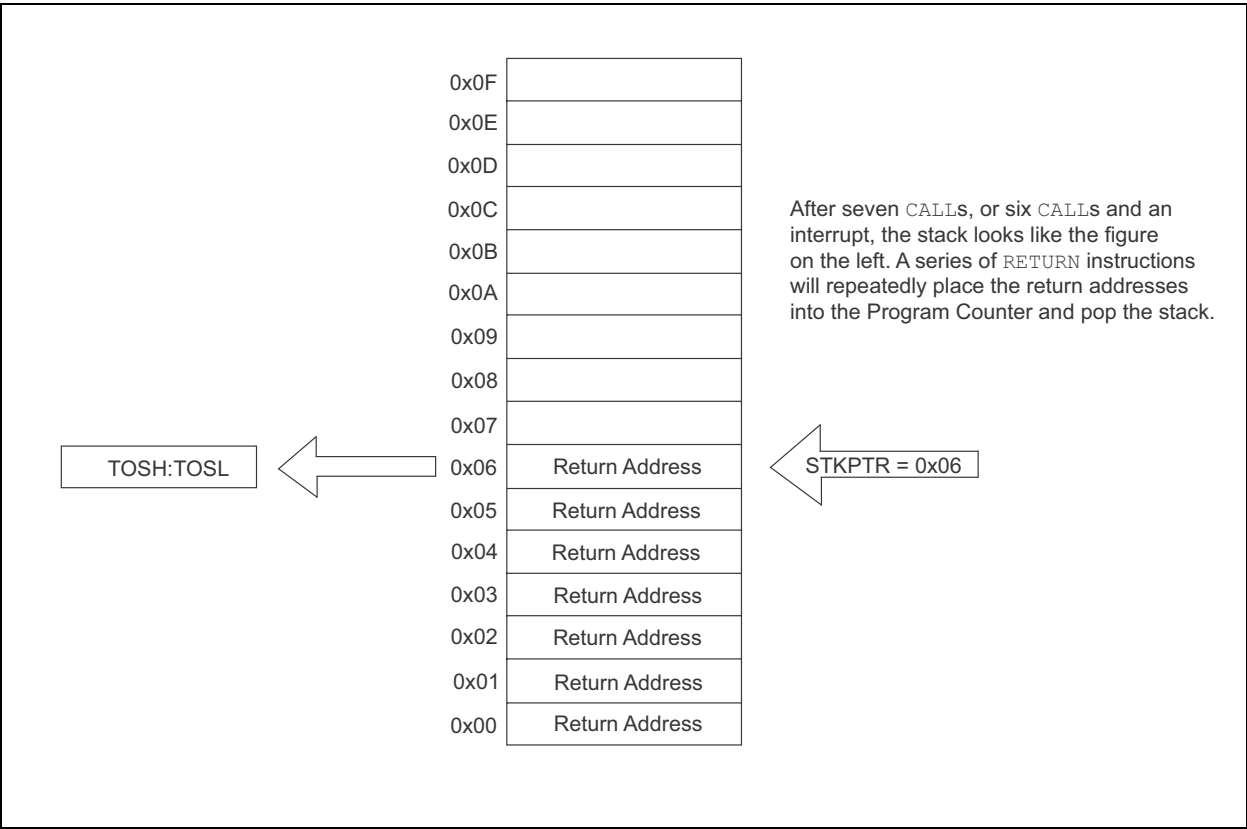 0x0F
0x0E
0x0D
0x0C
0x0B
0x0A
0x09
0x08
0x07
0x06 Return Address
0x05 Return Address
0x04 Return Address
0x03 Return Address
0x02 Return Address
0x01 Return Address
0x00 Return Address
TOSH:TOSL
STKPTR = 0x06
After seven CALLs, or six CALLs and an
interrupt, the stack looks like the figure
on the left. A series of RETURN instructions
will repeatedly place the return addresses
into the Program Counter and pop the stack.